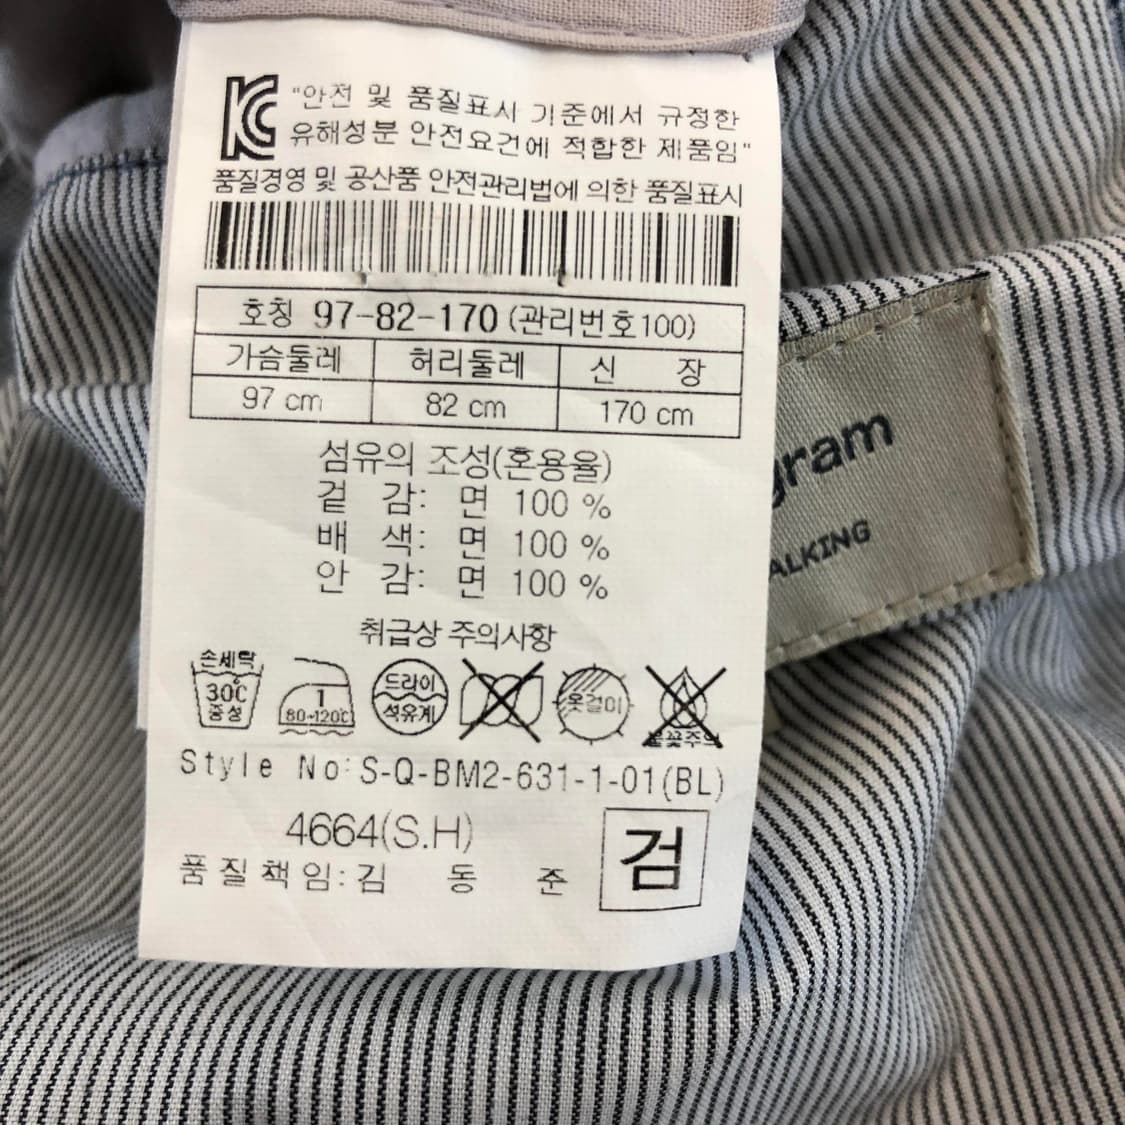 "안전 및 품질표시 기준에서 규정한
유해성분 안전요건에 적합한 제품임"
품질경영 및 공산품 안전관리법에 의한 품질표시
호칭 97-82-170 (관리번호100)
가슴둘레 허리둘레 신 장
97 cm 82 cm 170 cm
섬유의 조성(혼용율)
겉 감: 면 100 %
배 색: 면 100 %
안 감: 면 100 %
취급상 주의사항
손세탁
30℃
중성
1
80~120℃
드라이
석유계
옷걸이
불꽃주의
Style No: S-Q-BM2-631-1-01(BL)
4664(S.H)
품질책임: 김 동 준
검
gram
ALKING